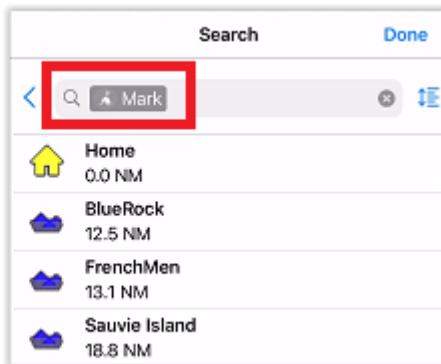 Search
Done
Mark
Home
0.0 NM
BlueRock
12.5 NM
FrenchMen
13.1 NM
Sauvie Island
18.8 NM